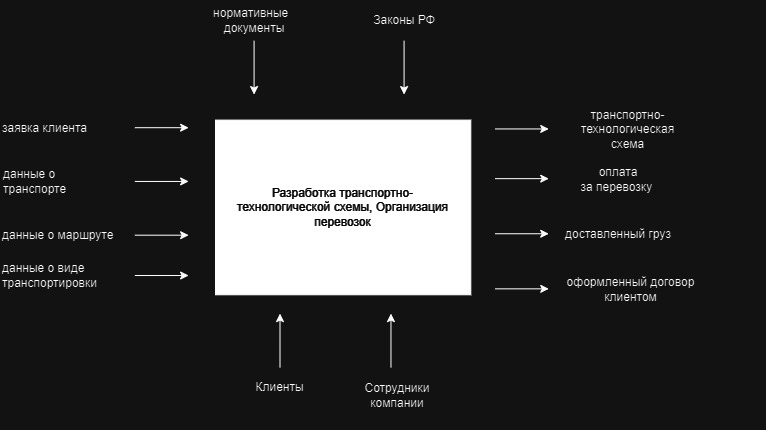 нормативные
документы
Законы РФ
заявка клиента
данные о
транспорте
данные о маршруте
данные о виде
транспортировки
Разработка транспортно-
технологической схемы, Организация
перевозок
транспортно-
технологическая
схема
оплата
за перевозку
доставленный груз
оформленный договор
клиентом
Клиенты
Сотрудники
компании